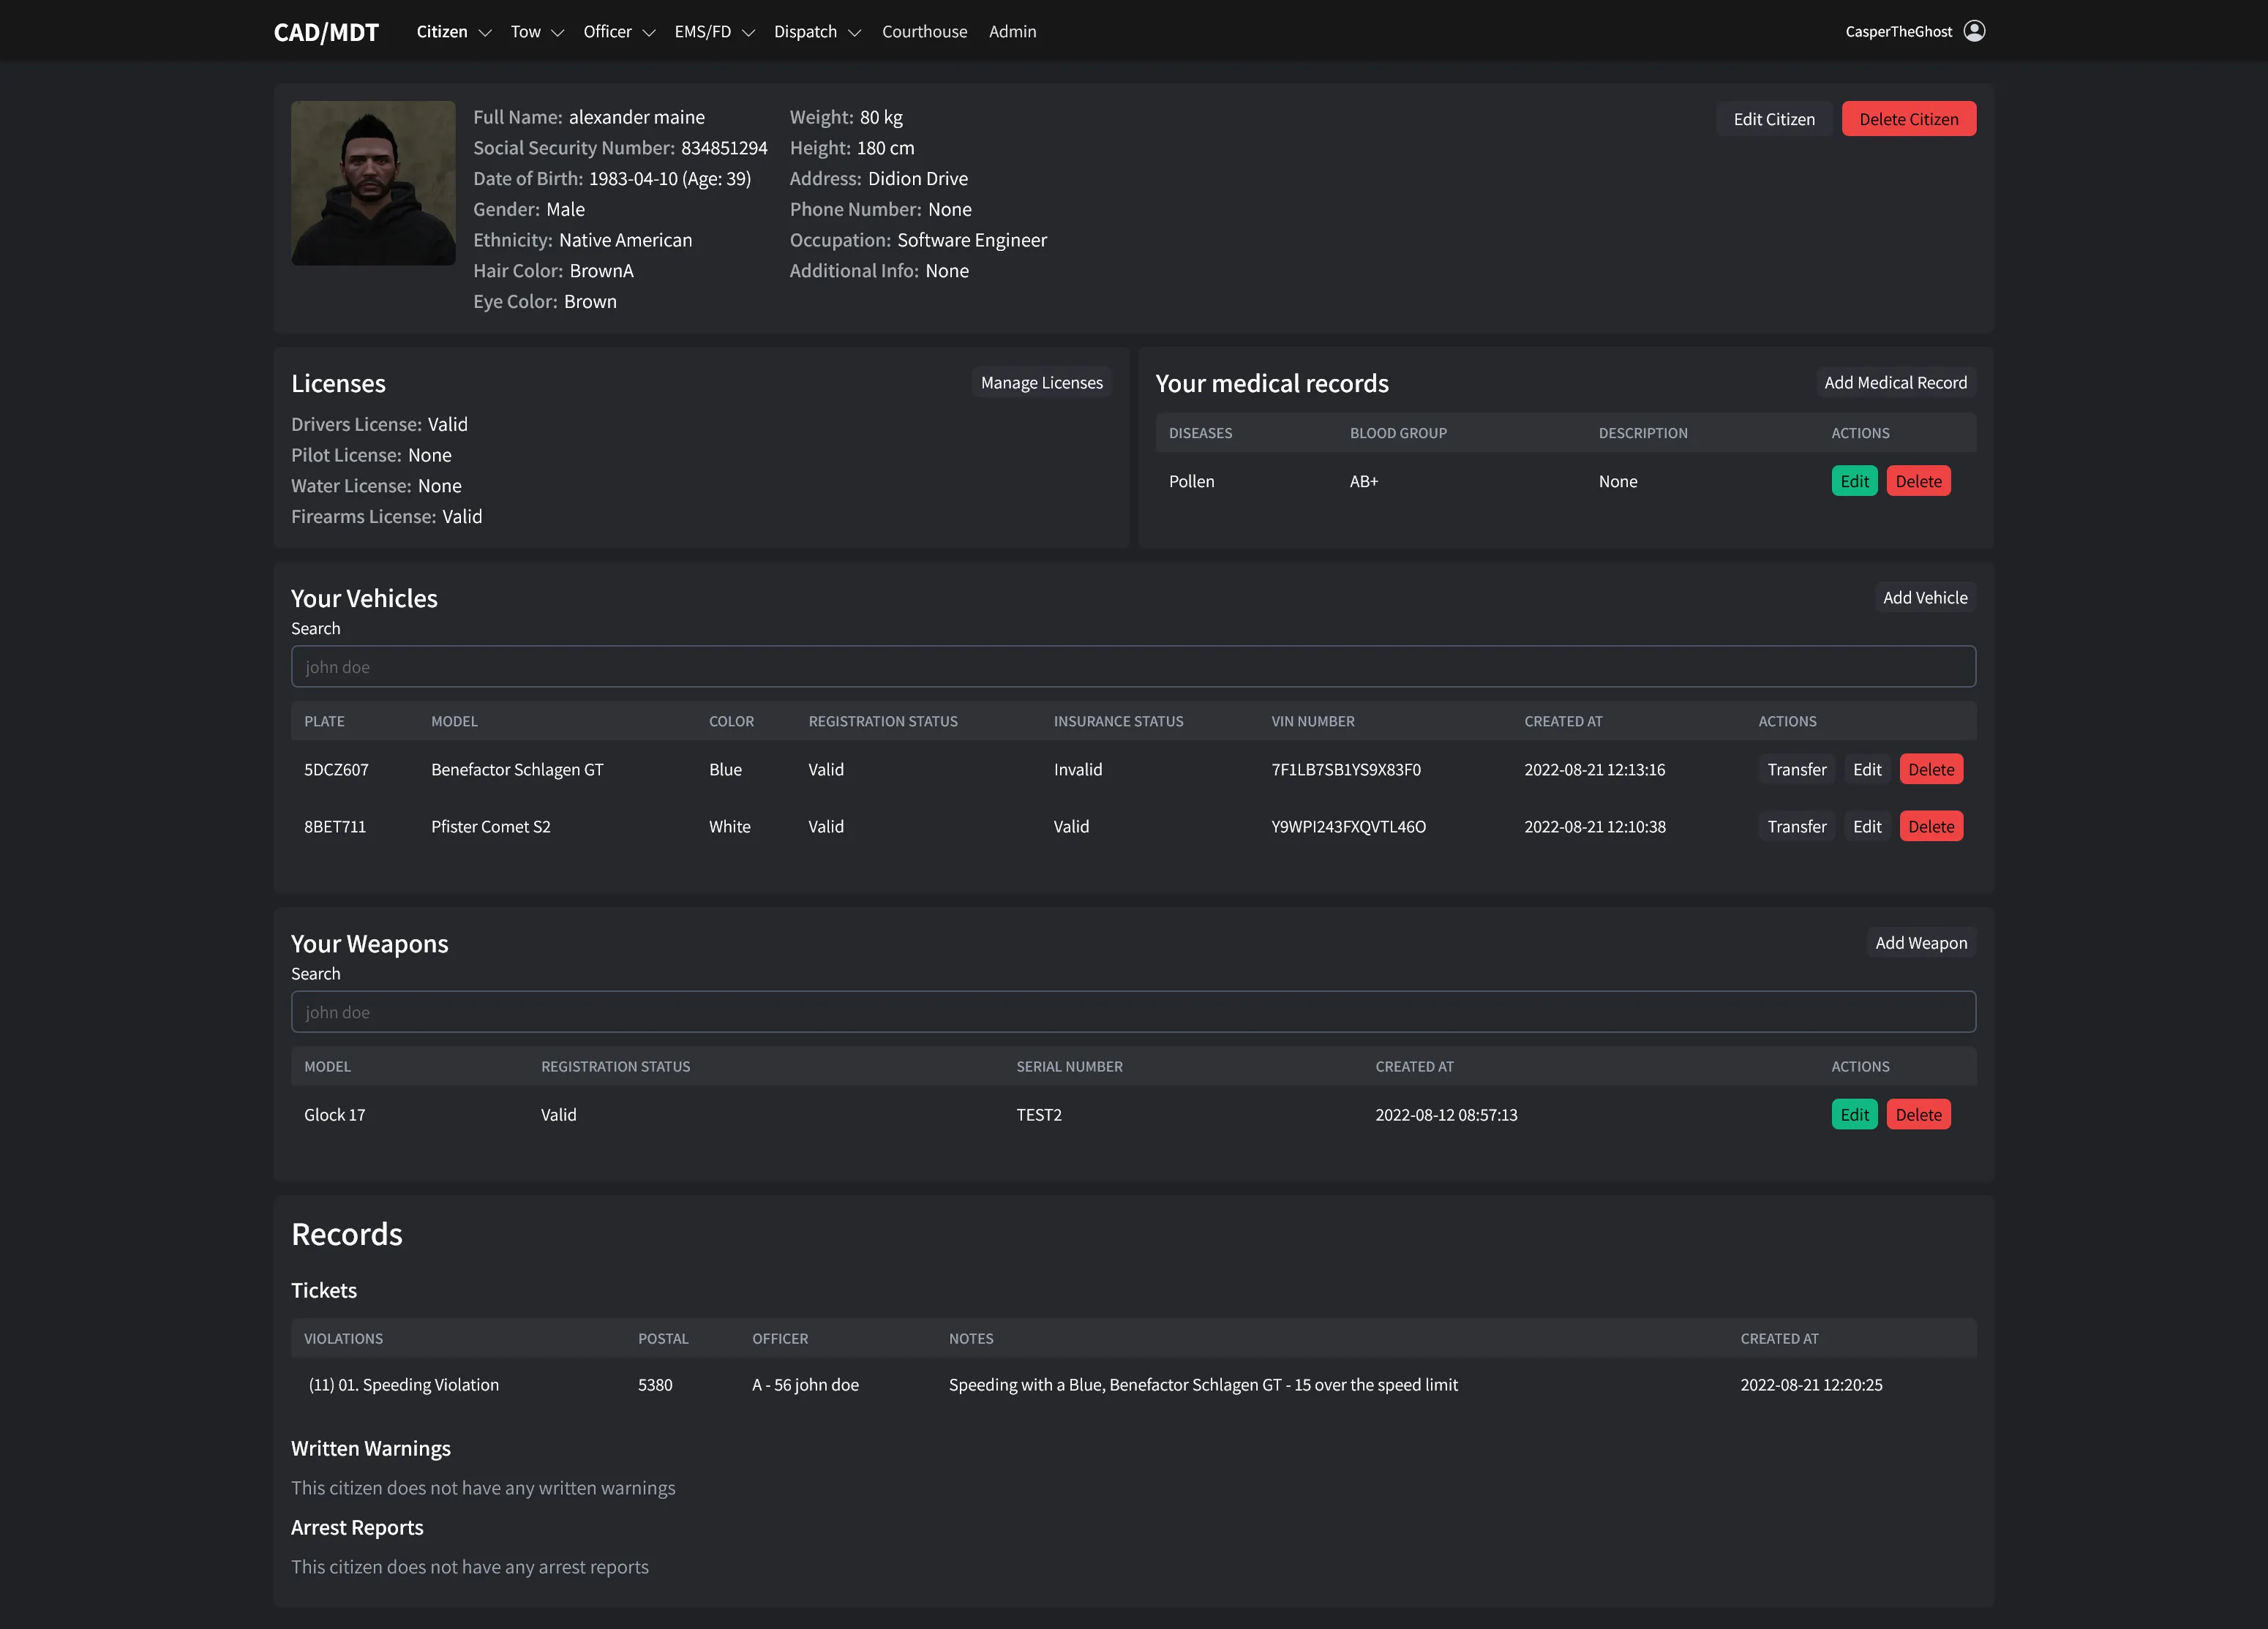 CAD/MDT Citizen Tow Officer EMS/FD Dispatch Courthouse Admin CasperTheGhost
Full Name: alexander maine
Social Security Number: 834851294
Date of Birth: 1983-04-10 (Age: 39)
Gender: Male
Ethnicity: Native American
Hair Color: BrownA
Eye Color: Brown
Weight: 80 kg
Height: 180 cm
Address: Didion Drive
Phone Number: None
Occupation: Software Engineer
Additional Info: None
Edit Citizen Delete Citizen
Licenses Manage Licenses
Drivers License: Valid
Pilot License: None
Water License: None
Firearms License: Valid
Your medical records Add Medical Record
DISEASES BLOOD GROUP DESCRIPTION ACTIONS
Pollen AB+ None Edit Delete
Your Vehicles Add Vehicle
Search
john doe
PLATE MODEL COLOR REGISTRATION STATUS INSURANCE STATUS VIN NUMBER CREATED AT ACTIONS
5DCZ607 Benefactor Schlagen GT Blue Valid Invalid 7F1LB7SB1YS9X83F0 2022-08-21 12:13:16 Transfer Edit Delete
8BET711 Pfister Comet S2 White Valid Valid Y9WPI243FXQVTL46O 2022-08-21 12:10:38 Transfer Edit Delete
Your Weapons Add Weapon
Search
john doe
MODEL REGISTRATION STATUS SERIAL NUMBER CREATED AT ACTIONS
Glock 17 Valid TEST2 2022-08-12 08:57:13 Edit Delete
Records
Tickets
VIOLATIONS POSTAL OFFICER NOTES CREATED AT
(11) 01. Speeding Violation 5380 A - 56 john doe Speeding with a Blue, Benefactor Schlagen GT - 15 over the speed limit 2022-08-21 12:20:25
Written Warnings
This citizen does not have any written warnings
Arrest Reports
This citizen does not have any arrest reports